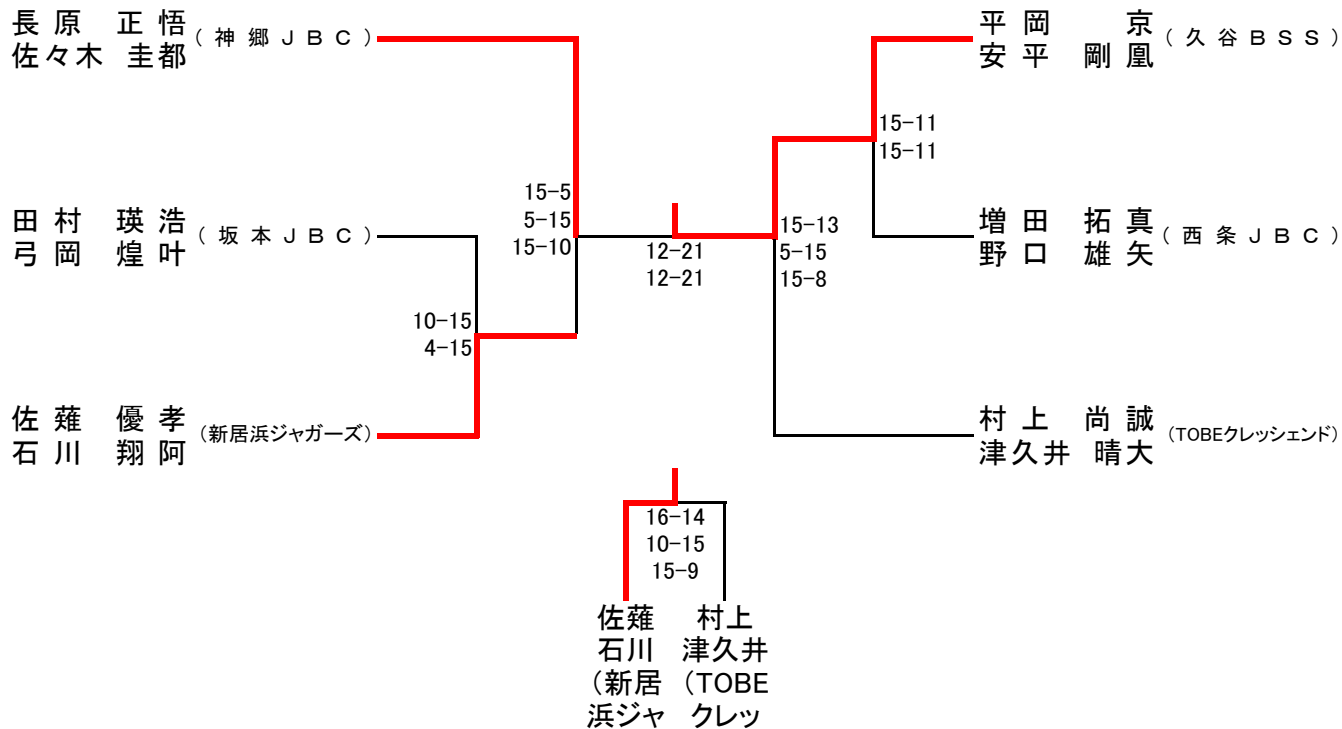 長原 正悟
佐々木 圭都
(神郷JBC)
田村 瑛浩
弓岡 煌叶
(坂本JBC)
佐薙 優孝
石川 翔阿
(新居浜ジャガーズ)
10-15
4-15
15-5
5-15
15-10
12-21
12-21
平岡 京
安平 剛凰
(久谷BSS)
増田 拓真
野口 雄矢
(西条JBC)
村上 尚誠
津久井 晴大
(TOBEクレッシェンド)
15-11
15-11
15-13
5-15
15-8
16-14
10-15
15-9
佐薙
石川
(新居
浜ジャ
村上
津久井
(TOBE
クレッ